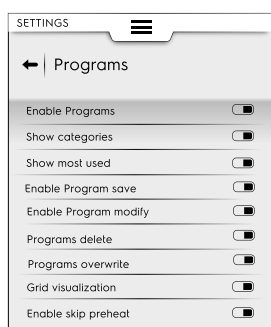 SETTINGS
Programs
Enable Programs
Show categories
Show most used
Enable Program save
Enable Program modify
Programs delete
Programs overwrite
Grid visualization
Enable skip preheat